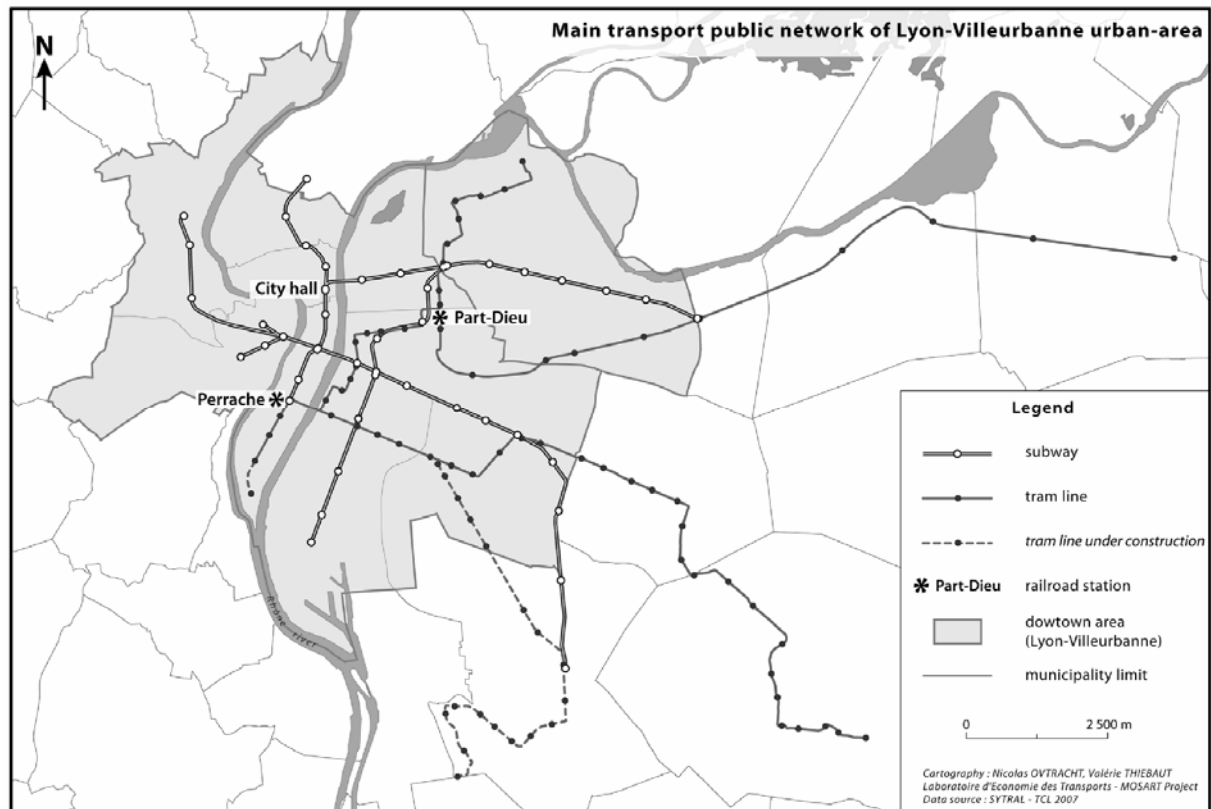 Main transport public network of Lyon-Villeurbanne urban-area
N
City hall
Part-Dieu
Perrache
Rhône river
Legend
subway
tram line
tram line under construction
Part-Dieu railroad station
dowtown area
(Lyon-Villeurbanne)
municipality limit
0 2 500 m
Cartography : Nicolas OVTRACHT, Valérie THIEBAUT
Laboratoire d'Economie des Transports - MOSART Project
Data source : SYTRAL - TCL 2007